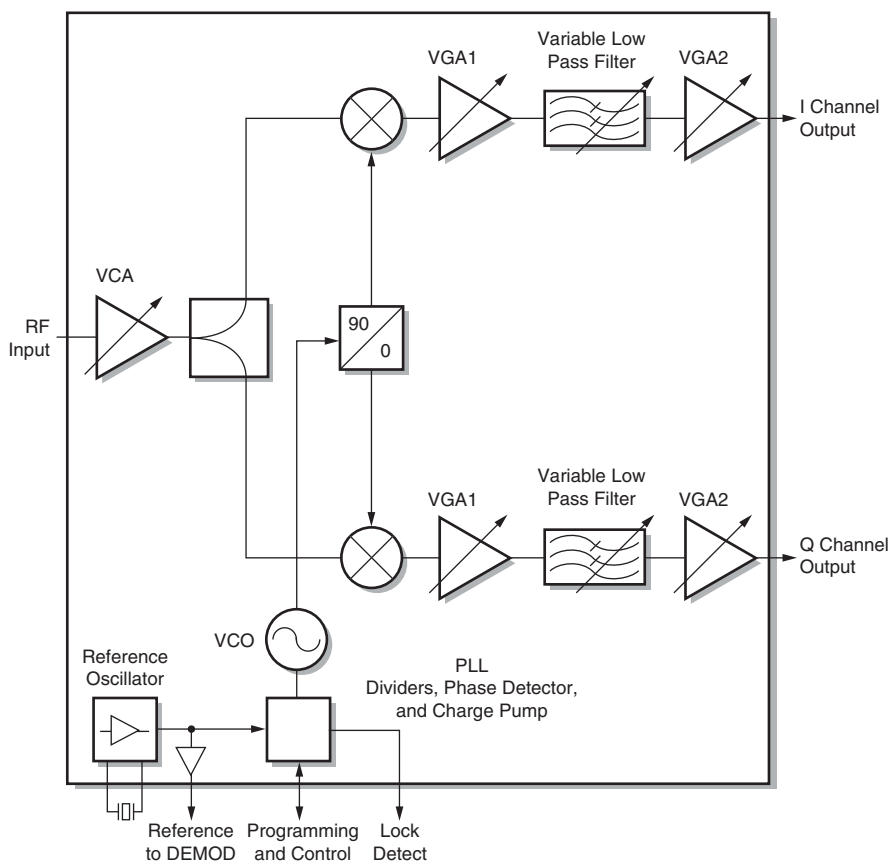 VGA1
Variable Low
Pass Filter
VGA2
I Channel
Output
VCA
RF
Input
90
0
VGA1
Variable Low
Pass Filter
VGA2
Q Channel
Output
VCO
Reference
Oscillator
PLL
Dividers, Phase Detector,
and Charge Pump
Reference
to DEMOD
Programming
and Control
Lock
Detect